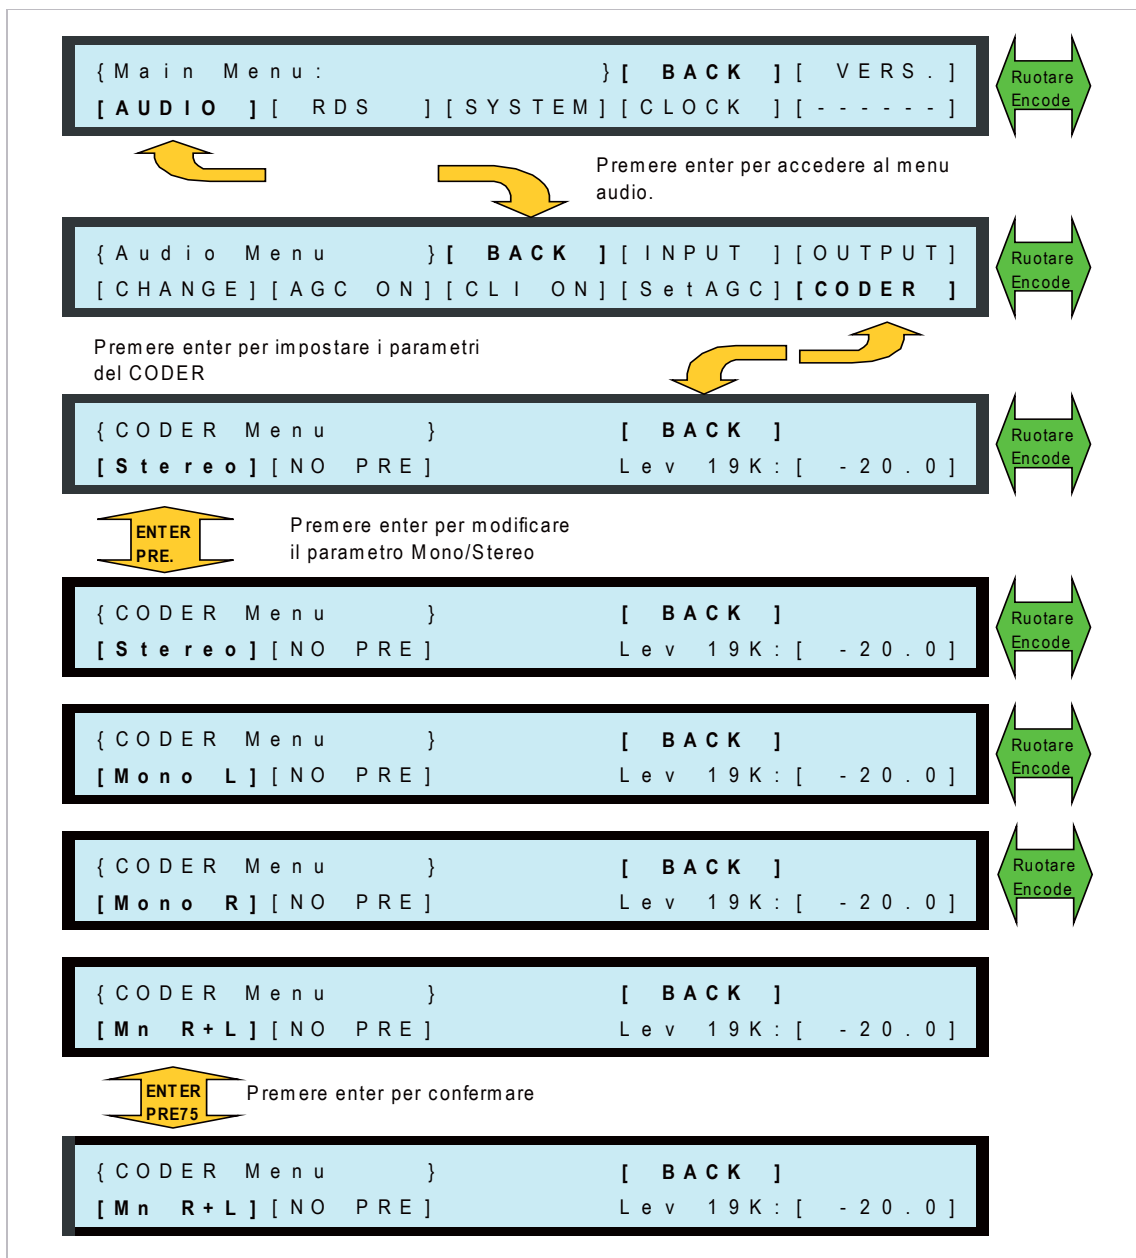 {Main Menu: }[ BACK ][ VERS.]
[AUDIO ][ RDS ][SYSTEM][CLOCK ][------]
Ruotare
Encode
Premere enter per accedere al menu
audio.
{Audio Menu }[ BACK ][INPUT ][OUTPUT]
[CHANGE][AGC ON][CLI ON][SetAGC][CODER ]
Ruotare
Encode
Premere enter per impostare i parametri
del CODER
{CODER Menu } [ BACK ]
[Stereo][NO PRE] Lev 19K:[ -20.0]
Ruotare
Encode
ENTER
PRE.
Premere enter per modificare
il parametro Mono/Stereo
{CODER Menu } [ BACK ]
[Stereo][NO PRE] Lev 19K:[ -20.0]
Ruotare
Encode
{CODER Menu } [ BACK ]
[Mono L][NO PRE] Lev 19K:[ -20.0]
Ruotare
Encode
{CODER Menu } [ BACK ]
[Mono R][NO PRE] Lev 19K:[ -20.0]
Ruotare
Encode
{CODER Menu } [ BACK ]
[Mn R+L][NO PRE] Lev 19K:[ -20.0]
ENTER
PRE75
Premere enter per confermare
{CODER Menu } [ BACK ]
[Mn R+L][NO PRE] Lev 19K:[ -20.0]